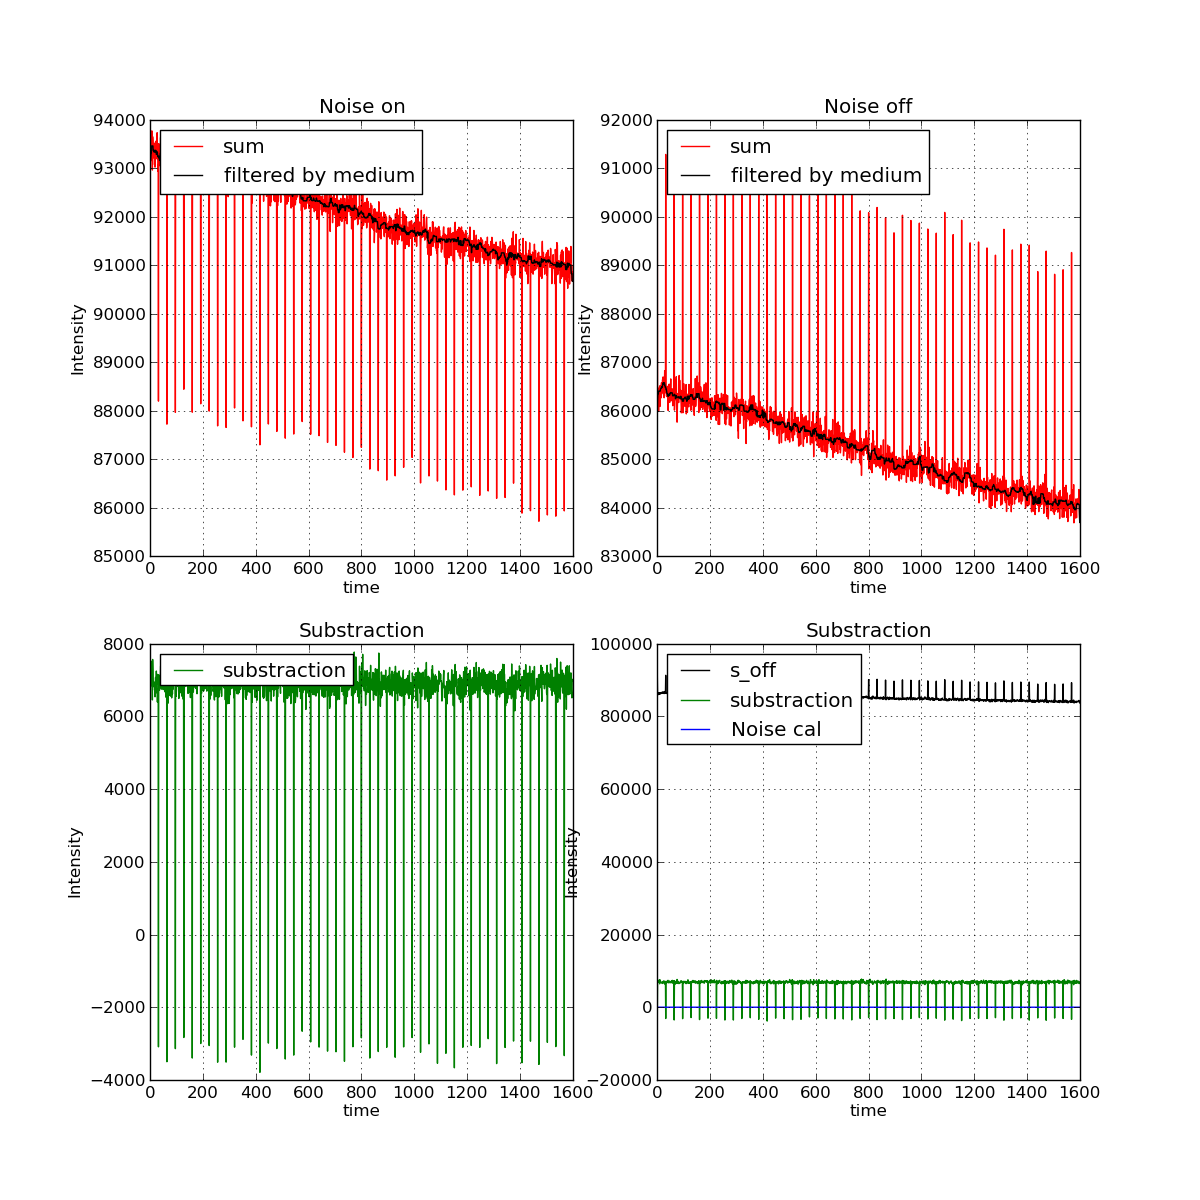 Noise on
94000
93000
92000
91000
90000
89000
88000
87000
86000
85000
Intensity
sum
filtered by medium
0 200 400 600 800 1000 1200 1400 1600
time
Noise off
92000
91000
90000
89000
88000
87000
86000
85000
84000
83000
Intensity
sum
filtered by medium
0 200 400 600 800 1000 1200 1400 1600
time
Substraction
8000
6000
4000
2000
0
−2000
−4000
Intensity
substraction
0 200 400 600 800 1000 1200 1400 1600
time
Substraction
100000
80000
60000
40000
20000
0
−20000
Intensity
s_off
substraction
Noise cal
0 200 400 600 800 1000 1200 1400 1600
time